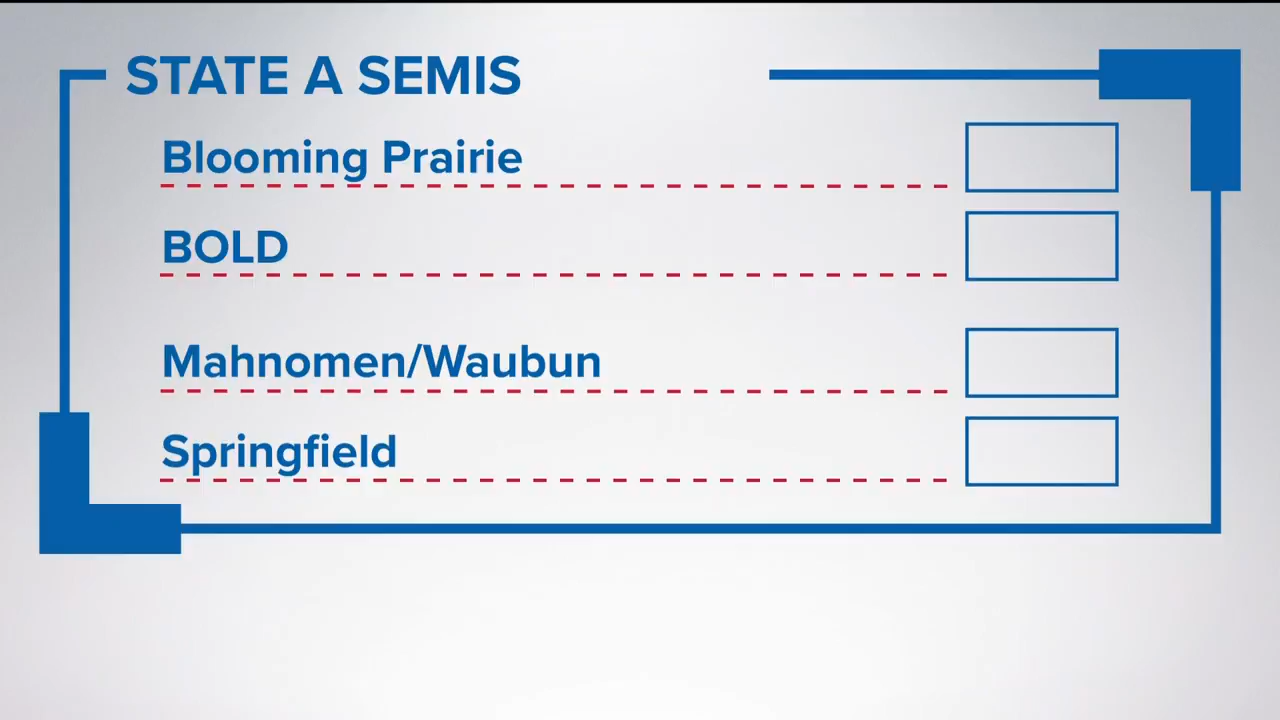 STATE A SEMIS
Blooming Prairie
BOLD
Mahnomen/Waubun
Springfield